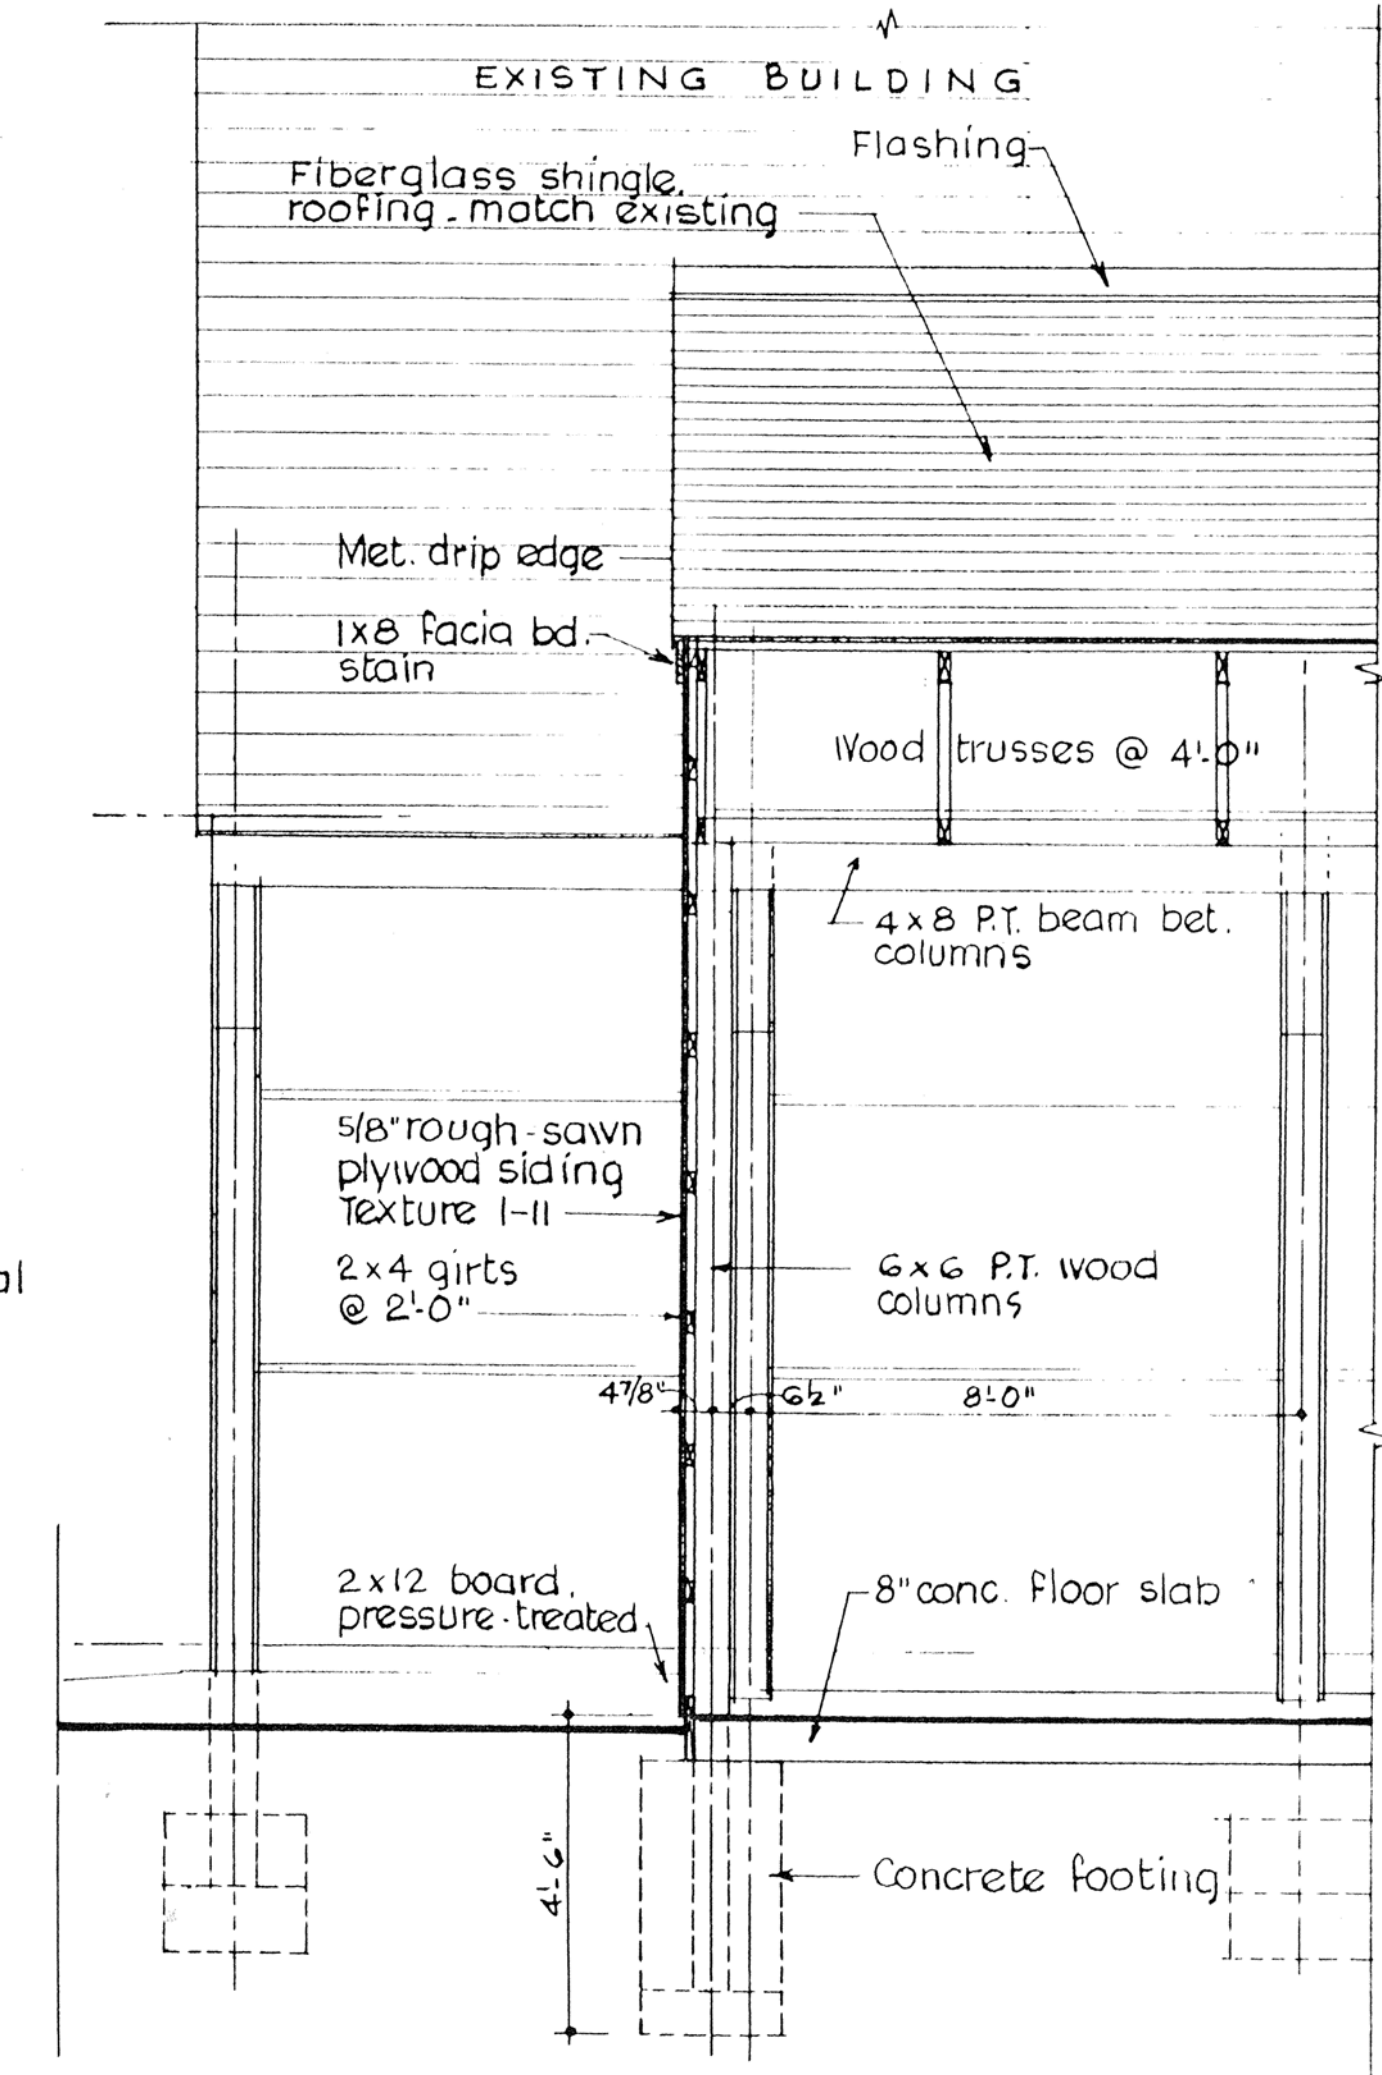 EXISTING BUILDING
Flashing
Fiberglass shingle.
roofing - match existing
Met. drip edge
1x8 facia bd.
stain
Wood trusses @ 4'-0"
4x8 P.T. beam bet.
columns
5/8" rough-sawn
plywood siding
Texture 1-11
2x4 girts
@ 2'-0"
6x6 P.T. wood
columns
al
4 7/8"
6 1/2"
8'-0"
2x12 board.
pressure-treated
8" conc. floor slab
4'-6"
Concrete footing